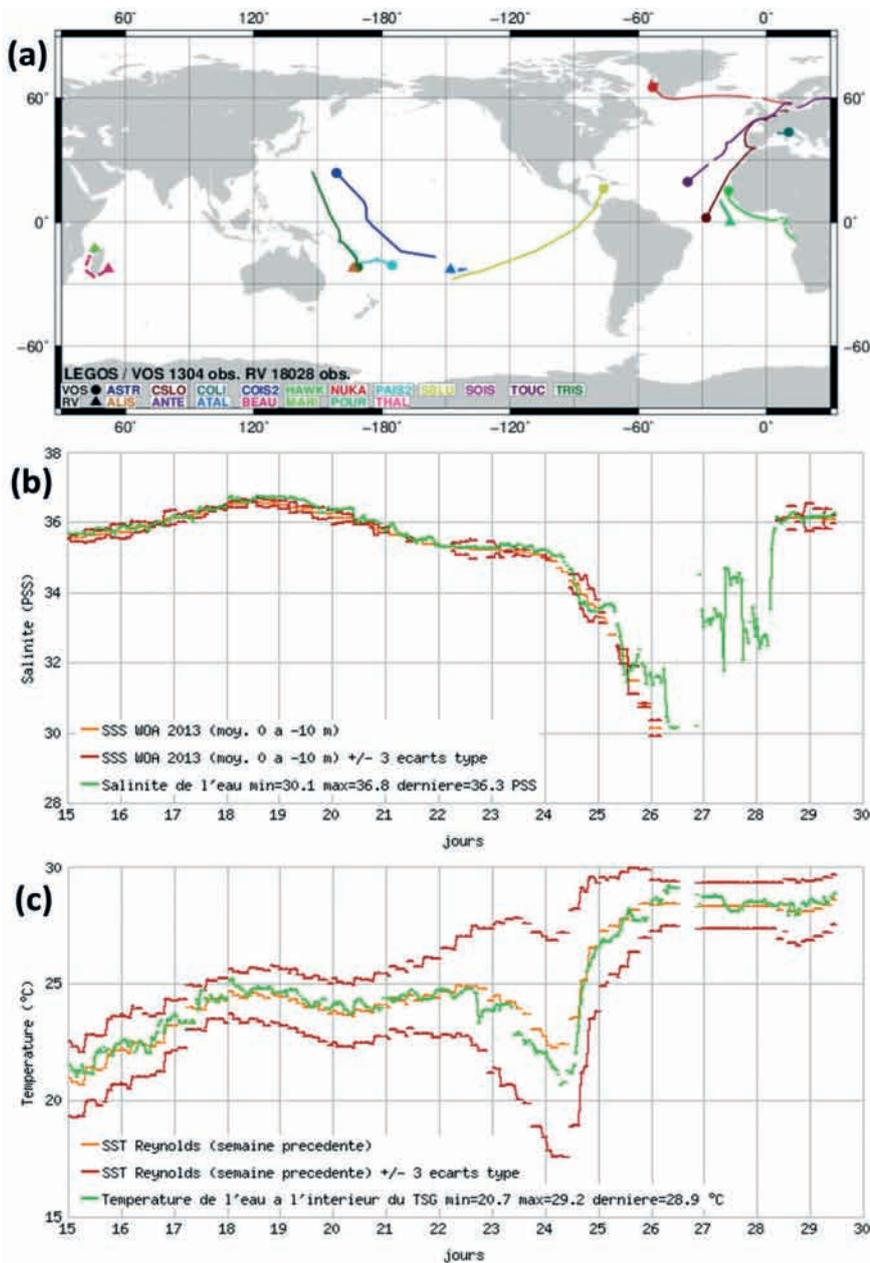 60° 120° -180° -120° -60° 0°
(a)
60° 60°
0° 0°
-60° -60°
LEGOS / VOS 1304 obs. RV 18028 obs.
VOS ASTR CSLO COLI COIS2 HAWK NUKA PAIS2 SSLU SOIS TOUC TRIS
RV ALIS ANTE ATAL BEAU MARI POUR THAL
60° 120° -180° -120° -60° 0°
(b)
38
36
34
32
30
28
Salinite (PSS)
SSS WOA 2013 (moy. 0 a -10 m)
SSS WOA 2013 (moy. 0 a -10 m) +/- 3 ecarts type
Salinite de l'eau min=30.1 max=36.8 derniere=36.3 PSS
15 16 17 18 19 20 21 22 23 24 25 26 27 28 29 30
jours
(c)
30
25
20
15
Temperature (°C)
SST Reynolds (semaine precedente)
SST Reynolds (semaine precedente) +/- 3 ecarts type
Temperature de l'eau a l'interieur du TSG min=20.7 max=29.2 derniere=28.9 °C
15 16 17 18 19 20 21 22 23 24 25 26 27 28 29 30
jours